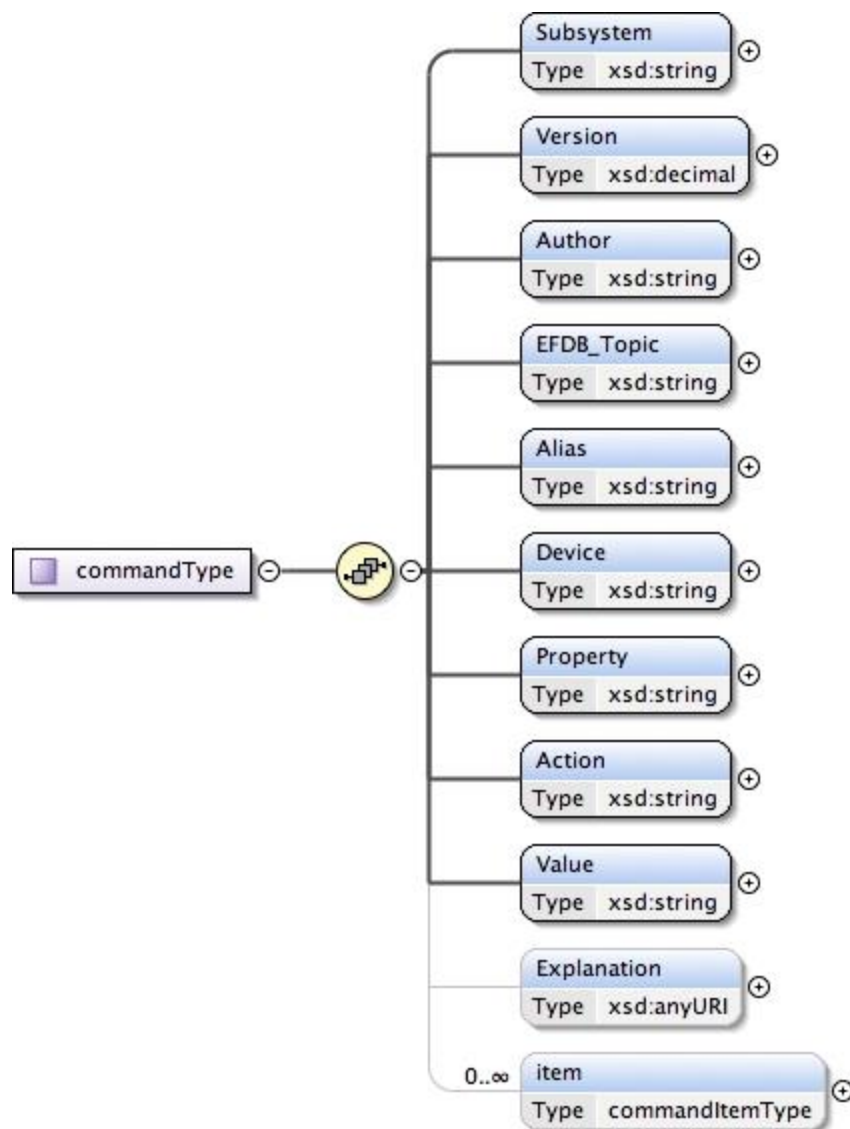 Subsystem
Type xsd:string
Version
Type xsd:decimal
Author
Type xsd:string
EFDB_Topic
Type xsd:string
Alias
Type xsd:string
commandType
Device
Type xsd:string
Property
Type xsd:string
Action
Type xsd:string
Value
Type xsd:string
Explanation
Type xsd:anyURI
0..∞ item
Type commandItemType